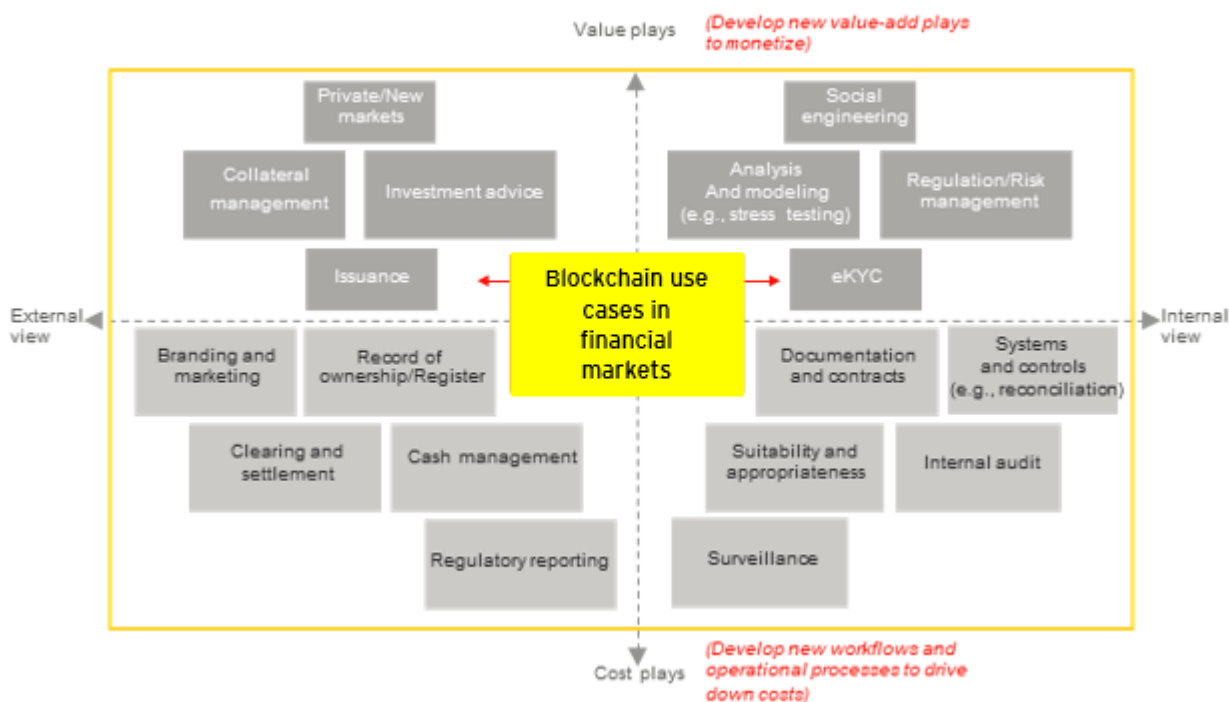 Value plays
(Develop new value-add plays
to monetize)
Private/New
markets
Social
engineering
Collateral
management
Investment advice
Analysis
And modeling
(e.g., stress testing)
Regulation/Risk
management
Issuance
Blockchain use
cases in
financial
markets
eKYC
External
view
Internal
view
Branding and
marketing
Record of
ownership/Register
Documentation
and contracts
Systems
and controls
(e.g., reconciliation)
Clearing and
settlement
Cash management
Suitability and
appropriateness
Internal audit
Regulatory reporting
Surveillance
Cost plays
(Develop new workflows and
operational processes to drive
down costs)